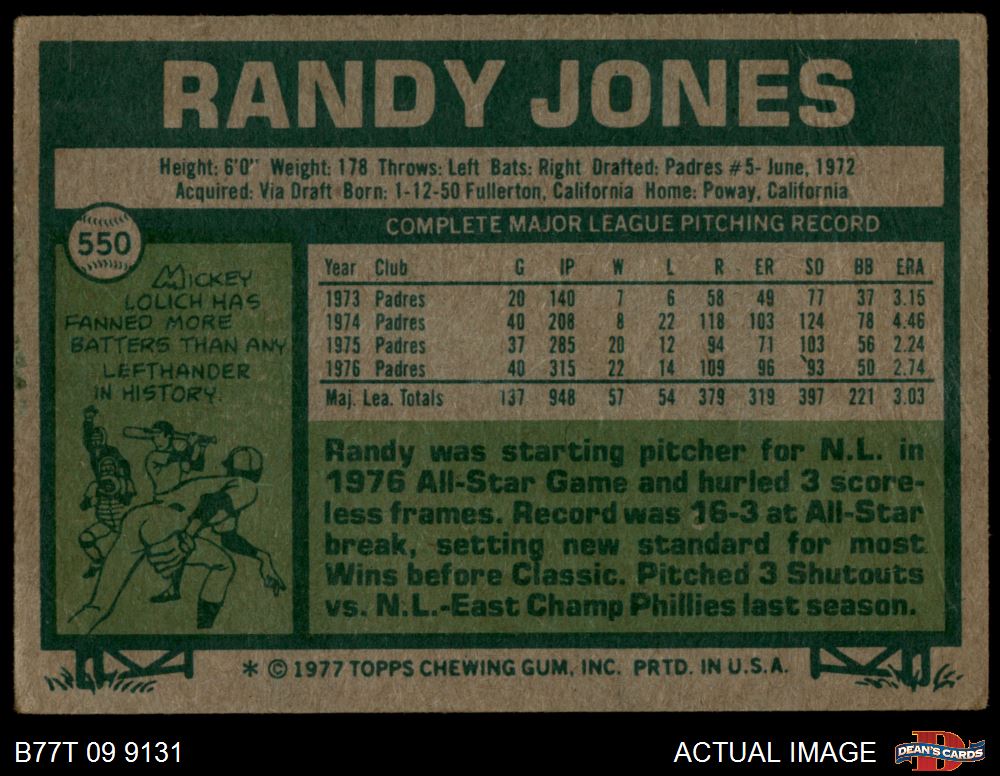 RANDY JONES
Height: 6'0" Weight: 178 Throws: Left Bats: Right Drafted: Padres #5- June, 1972
Acquired: Via Draft Born: 1-12-50 Fullerton, California Home: Poway, California
550
MICKEY
LOLICH HAS
FANNED MORE
BATTERS THAN ANY
LEFTHANDER
IN HISTORY.
COMPLETE MAJOR LEAGUE PITCHING RECORD
Year Club G IP W L R ER SO BB ERA
1973 Padres 20 140 7 6 58 49 77 37 3.15
1974 Padres 40 208 8 22 118 103 124 78 4.46
1975 Padres 37 285 20 12 94 71 103 56 2.24
1976 Padres 40 315 22 14 109 96 93 50 2.74
Maj. Lea. Totals 137 948 57 54 379 319 397 221 3.03
Randy was starting pitcher for N.L. in
1976 All-Star Game and hurled 3 score-
less frames. Record was 16-3 at All-Star
break, setting new standard for most
Wins before Classic. Pitched 3 Shutouts
vs. N.L.-East Champ Phillies last season.
* © 1977 TOPPS CHEWING GUM, INC. PRTD. IN U.S.A.
B77T 09 9131
ACTUAL IMAGE
DEAN'S CARDS